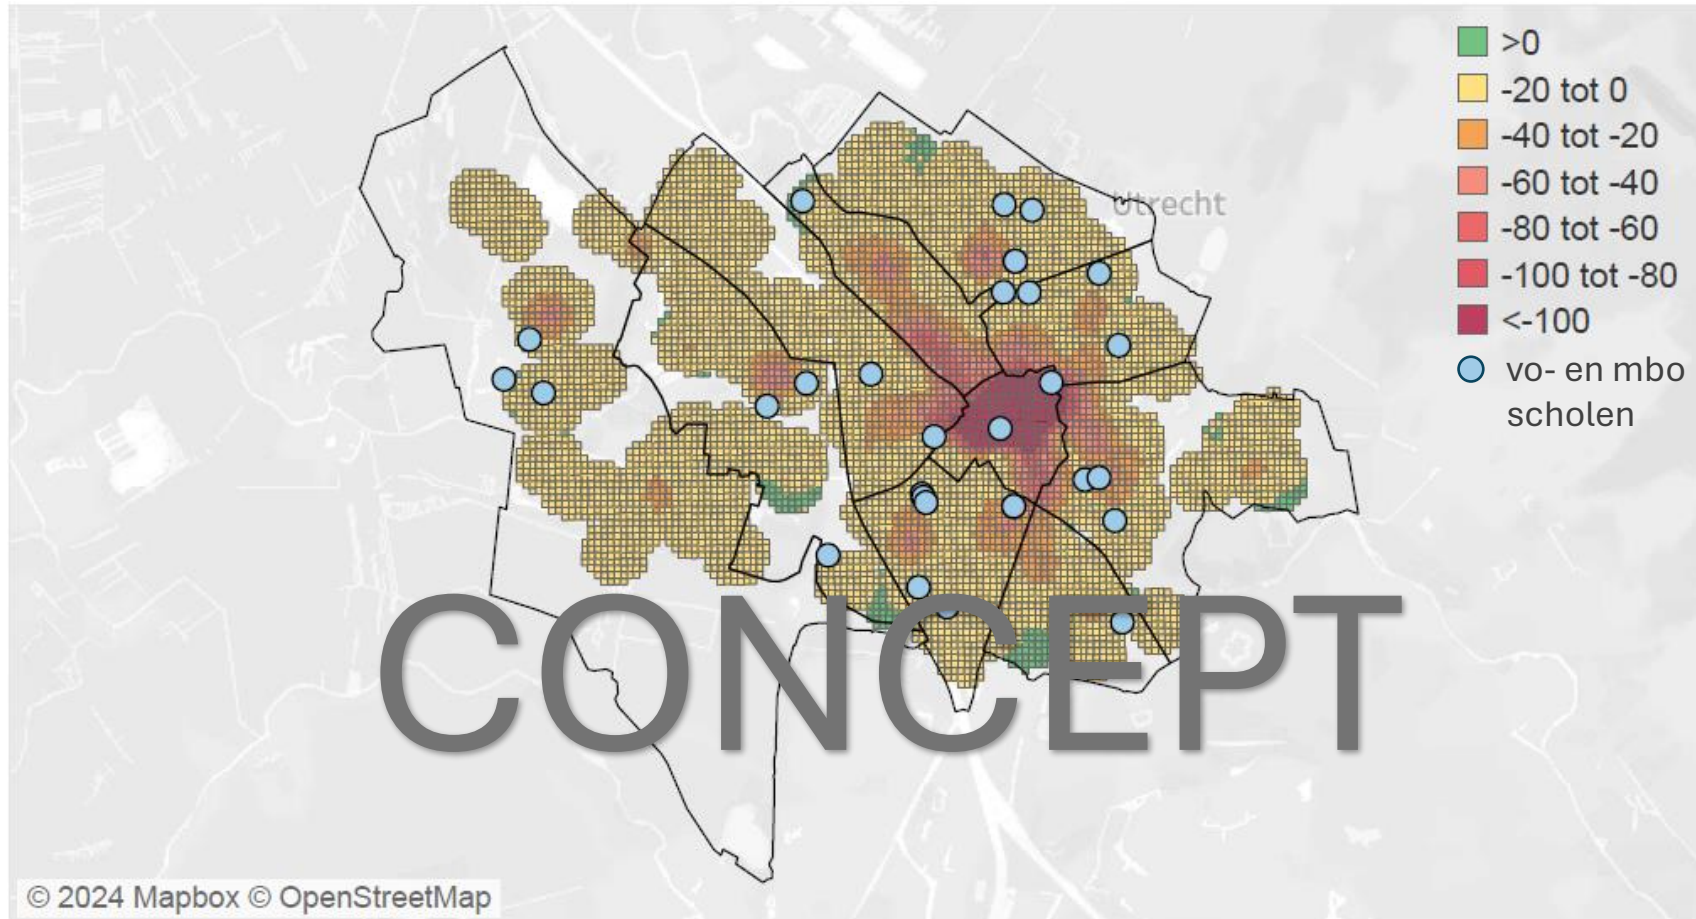 >0
-20 tot 0
-40 tot -20
-60 tot -40
-80 tot -60
-100 tot -80
<-100
vo- en mbo
scholen
Utrecht
CONCEPT
© 2024 Mapbox © OpenStreetMap